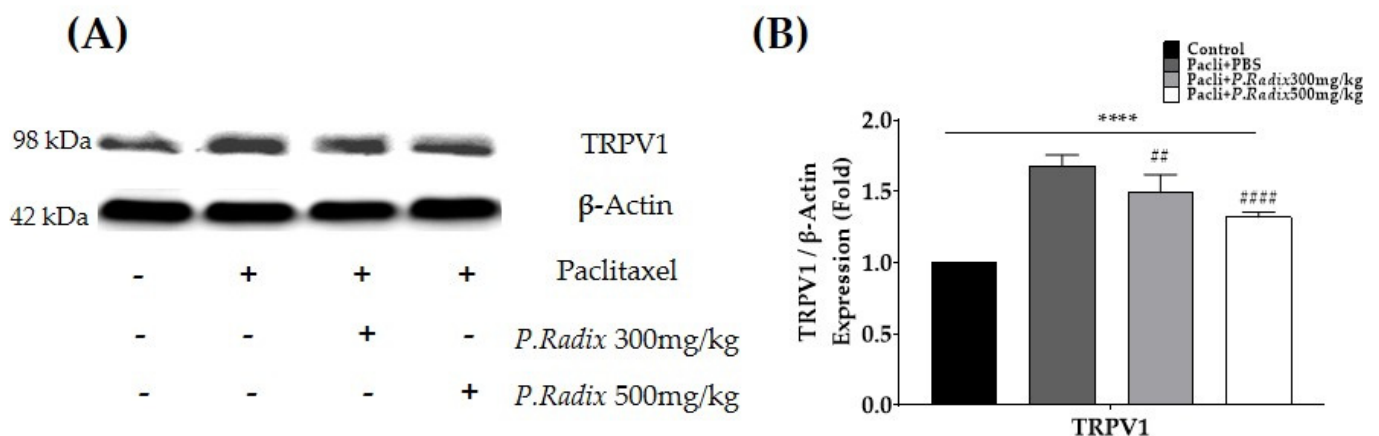 (A)
98 kDa TRPV1
42 kDa β-Actin
- + + + Paclitaxel
- - + - P.Radix 300mg/kg
- - - + P.Radix 500mg/kg
(B)
Control
Pacli+PBS
Pacli+P.Radix300mg/kg
Pacli+P.Radix500mg/kg
TRPV1 / β-Actin
Expression (Fold)
2.0
1.5
1.0
0.5
0.0
****
##
####
TRPV1